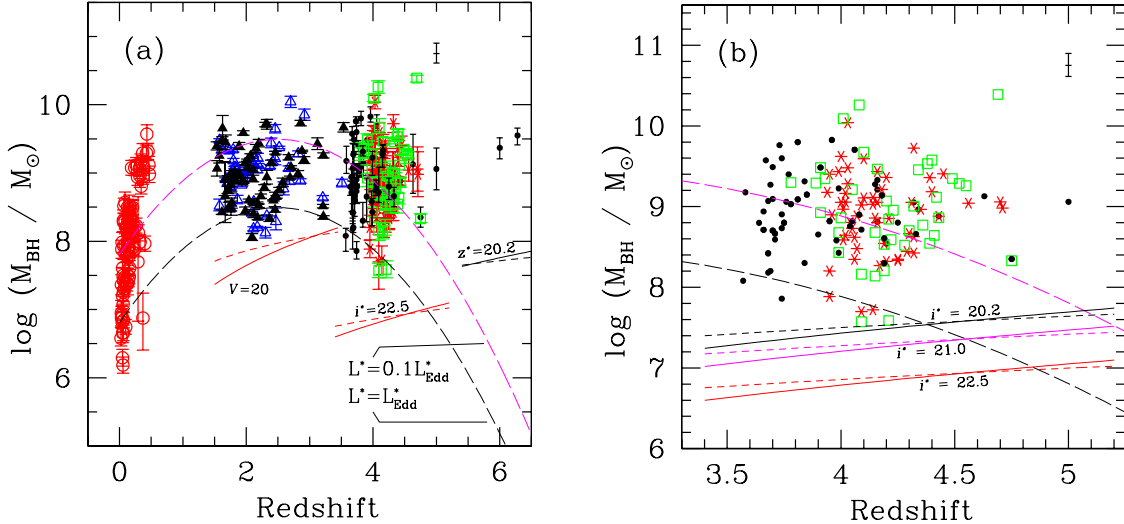 (a)
log (M_BH / M_⊙)
10
8
6
V=20
z*=20.2
i*=22.5
L*=0.1L*_Edd
L*=L*_Edd
0
2
4
6
Redshift
(b)
log (M_BH / M_⊙)
11
10
9
8
7
6
i* = 20.2
i* = 21.0
i* = 22.5
3.5
4
4.5
5
Redshift